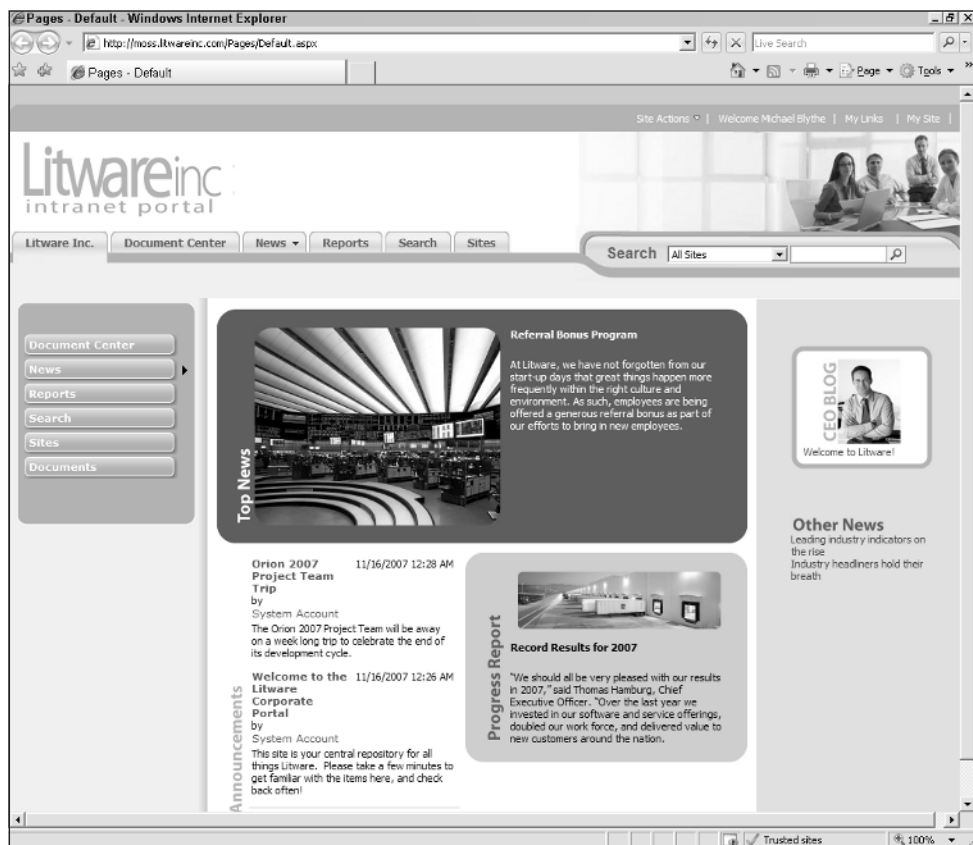 Pages - Default - Windows Internet Explorer
http://moss.litwareinc.com/Pages/Default.aspx
Live Search
Pages - Default
Page
Tools
Site Actions | Welcome Michael Blythe | My Links | My Site |
Litwareinc
intranet portal
Litware Inc.
Document Center
News
Reports
Search
Sites
Search
All Sites
Document Center
News
Reports
Search
Sites
Documents
Top News
Referral Bonus Program
At Litware, we have not forgotten from our
start-up days that great things happen more
frequently within the right culture and
environment. As such, employees are being
offered a generous referral bonus as part of
our efforts to bring in new employees.
CEO BLOG
Welcome to Litware!
Other News
Leading industry indicators on
the rise
Industry headliners hold their
breath
Announcements
Orion 2007 11/16/2007 12:28 AM
Project Team
Trip
by
System Account
The Orion 2007 Project Team will be away
on a week long trip to celebrate the end of
its development cycle.
Welcome to the 11/16/2007 12:26 AM
Litware
Corporate
Portal
by
System Account
This site is your central repository for all
things Litware. Please take a few minutes to
get familiar with the items here, and check
back often!
Progress Report
Record Results for 2007
"We should all be very pleased with our results
in 2007," said Thomas Hamburg, Chief
Executive Officer. "Over the last year we
invested in our software and service offerings,
doubled our work force, and delivered value to
new customers around the nation.
Trusted sites
100%